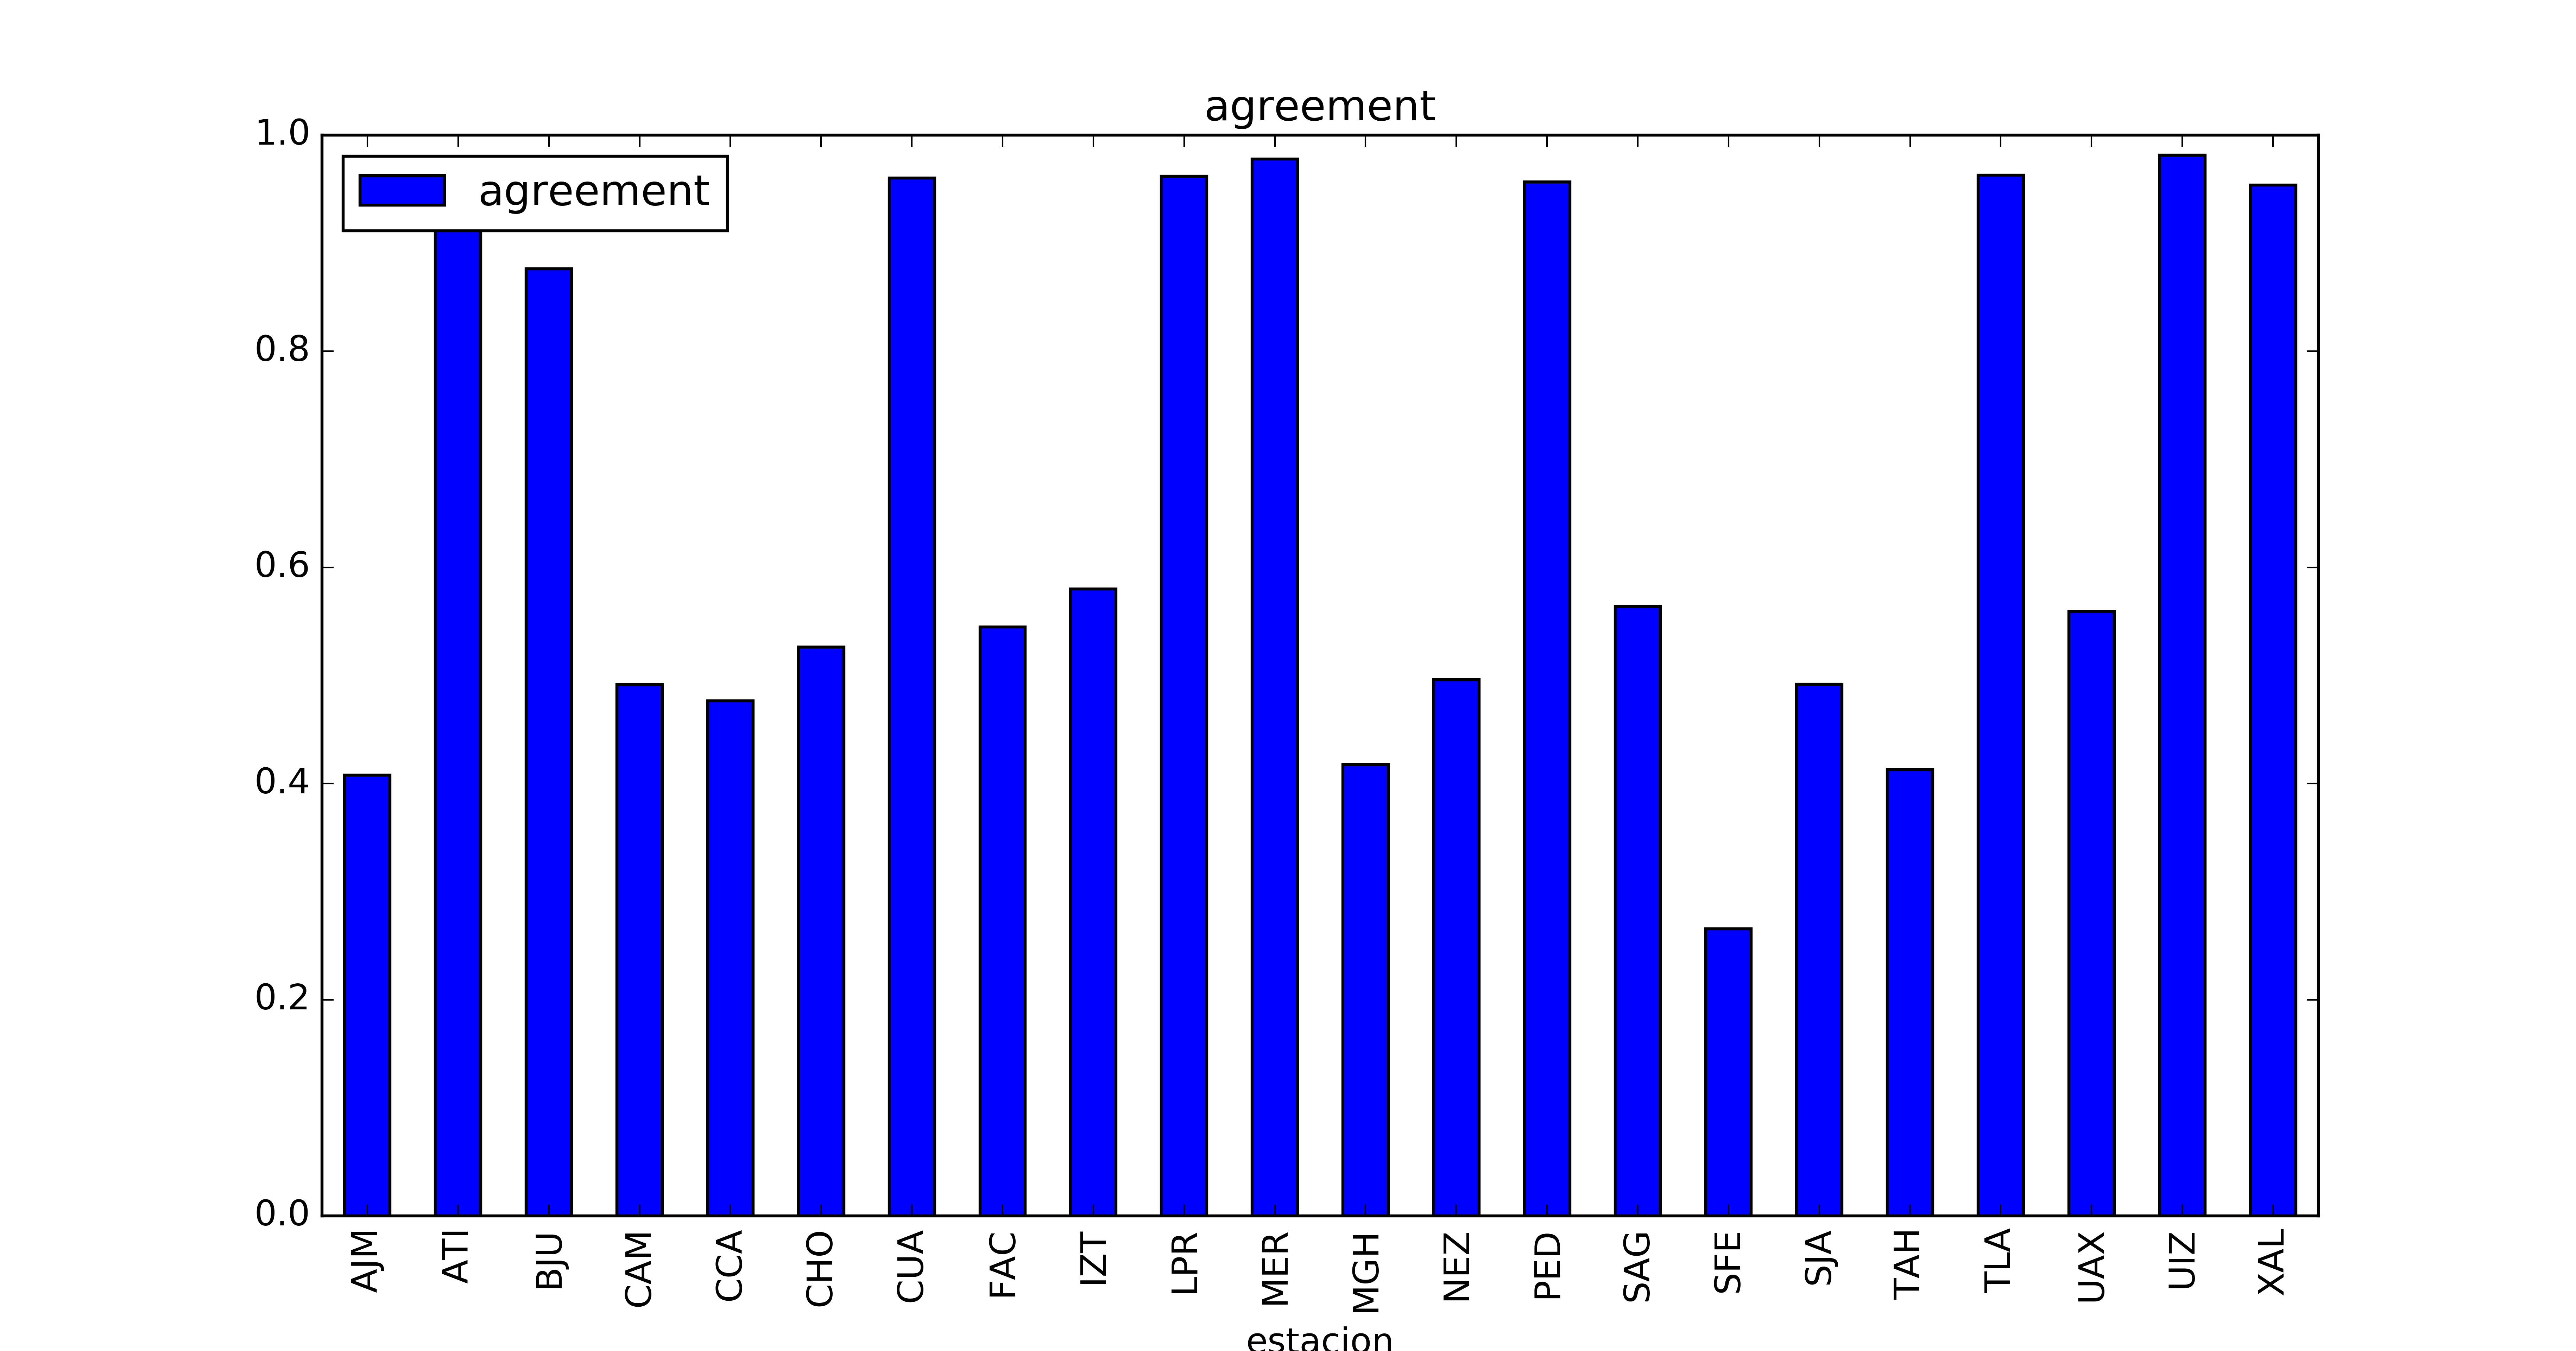 agreement
agreement
1.0
0.8
0.6
0.4
0.2
0.0
AJM ATI BJU CAM CCA CHO CUA FAC IZT LPR MER MGH NEZ PED SAG SFE SJA TAH TLA UAX UIZ XAL
estacion